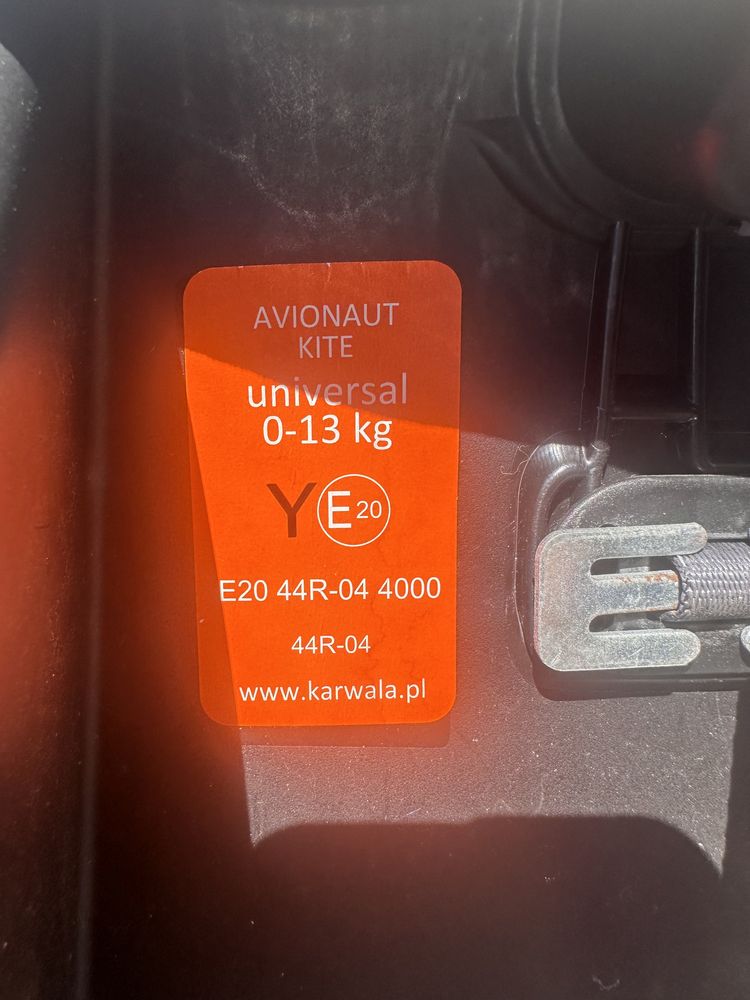 AVIONAUT
KITE
universal
0-13 kg
Y E 20
E20 44R-04 4000
44R-04
www.karwala.pl